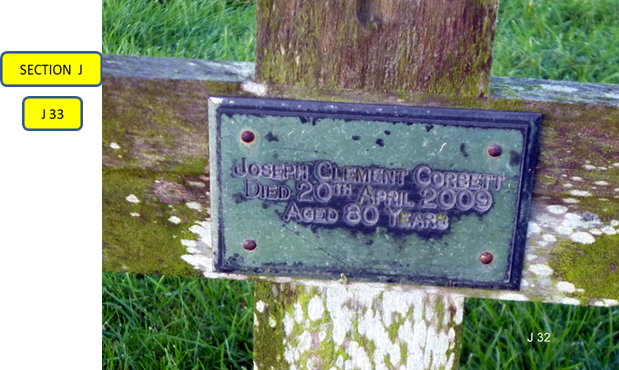 SECTION J
J 33
JOSEPH CLEMENT CORBETT
DIED 20TH APRIL 2009
AGED 80 YEARS
J 32